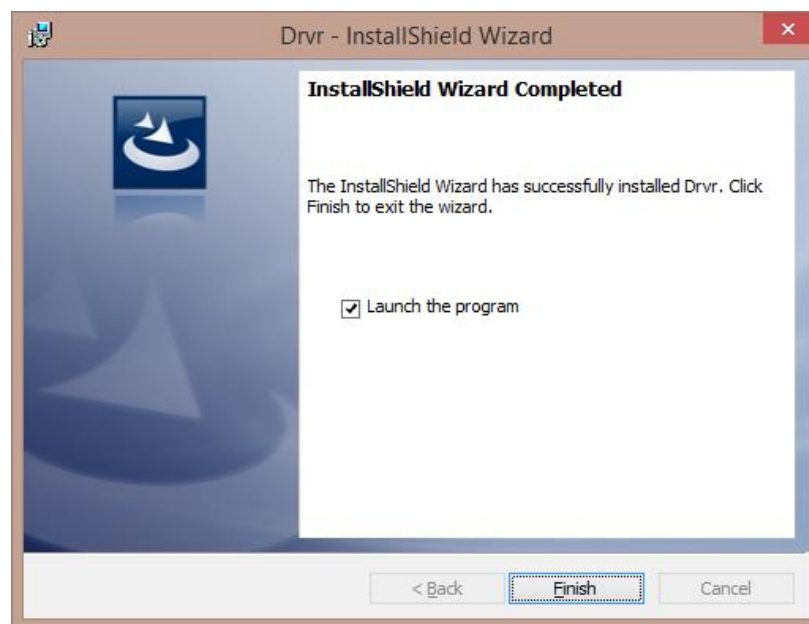 Drvr - InstallShield Wizard
InstallShield Wizard Completed
The InstallShield Wizard has successfully installed Drvr. Click
Finish to exit the wizard.
Launch the program
< Back
Finish
Cancel